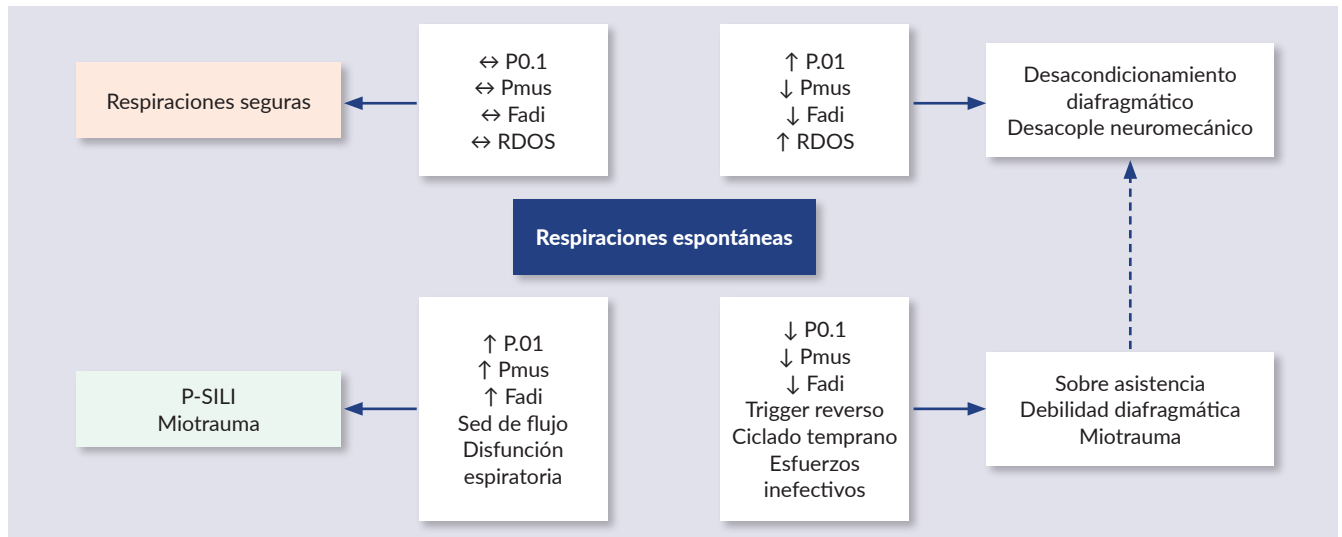 Respiraciones seguras
↔ P0.1
↔ Pmus
↔ Fadi
↔ RDOS
↑ P.01
↓ Pmus
↓ Fadi
↑ RDOS
Desacondicionamiento
diafragmático
Desacople neuromecánico
Respiraciones espontáneas
P-SILI
Miotrauma
↑ P.01
↑ Pmus
↑ Fadi
Sed de flujo
Disfunción
espiratoria
↓ P0.1
↓ Pmus
↓ Fadi
Trigger reverso
Ciclado temprano
Esfuerzos
inefectivos
Sobre asistencia
Debilidad diafragmática
Miotrauma